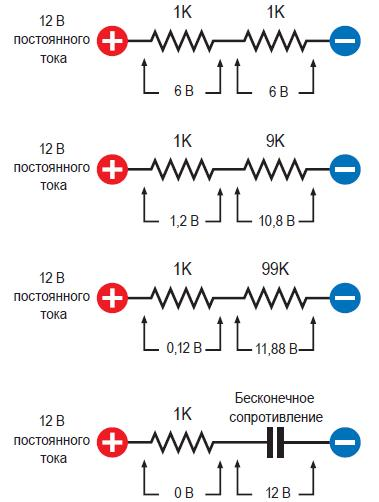 1K 1K
12 В
постоянного
тока
+ −
6 В 6 В
1K 9K
12 В
постоянного
тока
+ −
1,2 В 10,8 В
1K 99K
12 В
постоянного
тока
+ −
0,12 В 11,88 В
Бесконечное
сопротивление
1K
12 В
постоянного
тока
+ −
0 В 12 В